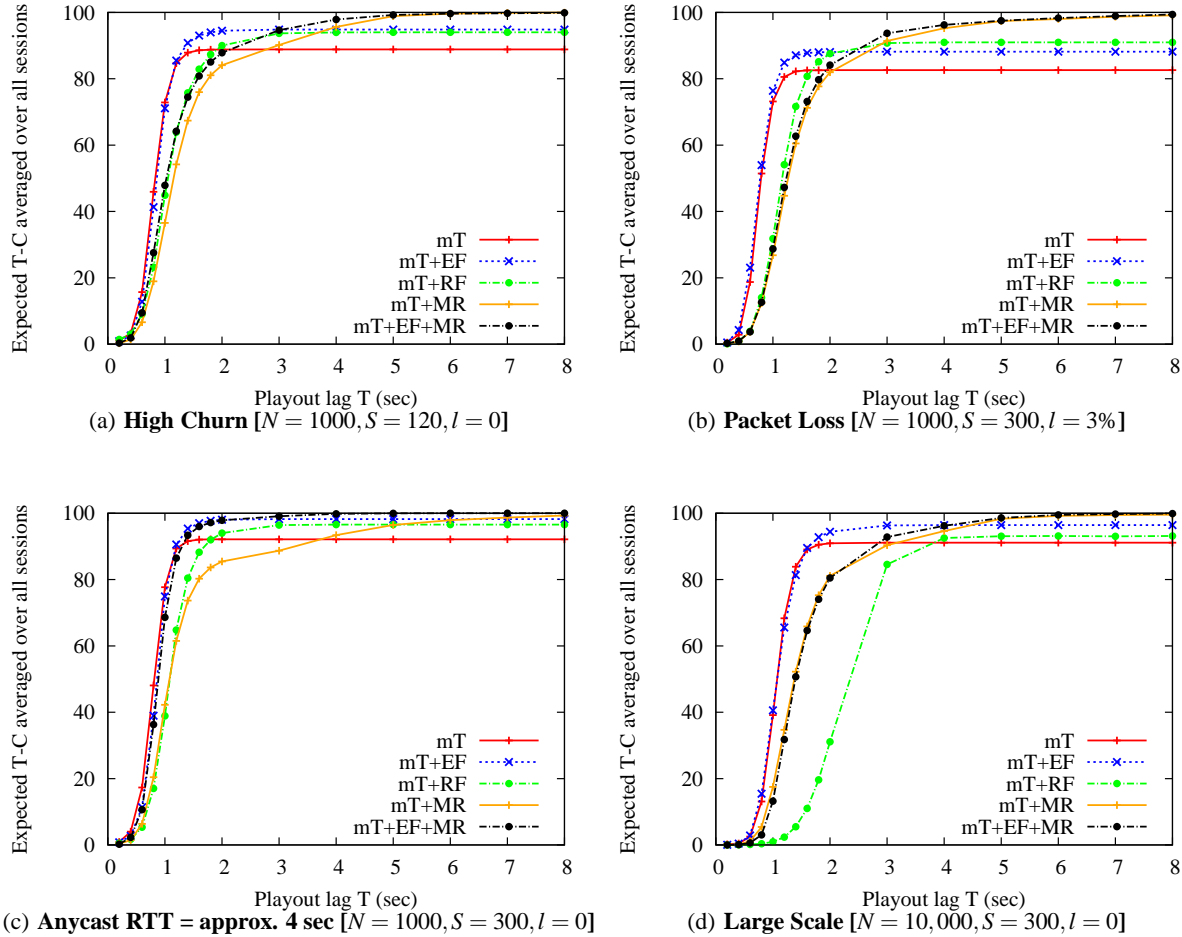 Expected T-C averaged over all sessions
100
80
60
40
20
0
mT
mT+EF
mT+RF
mT+MR
mT+EF+MR
0 1 2 3 4 5 6 7 8
Playout lag T (sec)
(a) High Churn [N = 1000, S = 120, l = 0]
Expected T-C averaged over all sessions
100
80
60
40
20
0
mT
mT+EF
mT+RF
mT+MR
mT+EF+MR
0 1 2 3 4 5 6 7 8
Playout lag T (sec)
(b) Packet Loss [N = 1000, S = 300, l = 3%]
Expected T-C averaged over all sessions
100
80
60
40
20
0
mT
mT+EF
mT+RF
mT+MR
mT+EF+MR
0 1 2 3 4 5 6 7 8
Playout lag T (sec)
(c) Anycast RTT = approx. 4 sec [N = 1000, S = 300, l = 0]
Expected T-C averaged over all sessions
100
80
60
40
20
0
mT
mT+EF
mT+RF
mT+MR
mT+EF+MR
0 1 2 3 4 5 6 7 8
Playout lag T (sec)
(d) Large Scale [N = 10,000, S = 300, l = 0]